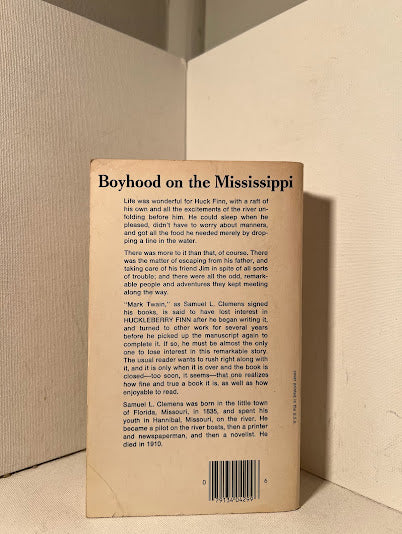 Boyhood on the Mississippi
Life was wonderful for Huck Finn, with a raft of
his own and all the excitements of the river un-
folding before him. He could sleep when he
pleased, didn't have to worry about manners,
and got all the food he needed merely by drop-
ping a line in the water.
There was more to it than that, of course. There
was the matter of escaping from his father, and
taking care of his friend Jim in spite of all sorts
of trouble; and there were all the odd, remark-
able people and adventures they kept meeting
along the way.
"Mark Twain," as Samuel L. Clemens signed
his books, is said to have lost interest in
HUCKLEBERRY FINN after he began writing it,
and turned to other work for several years
before he picked up the manuscript again to
complete it. If so, he must be almost the only
one to lose interest in this remarkable story.
The usual reader wants to rush right along with
it, and it is only when it is over and the book is
closed—too soon, it seems—that one realizes
how fine and true a book it is, as well as how
enjoyable to read.
Samuel L. Clemens was born in the little town
of Florida, Missouri, in 1835, and spent his
youth in Hannibal, Missouri, on the river. He
became a pilot on the river boats, then a printer
and newspaperman, and then a novelist. He
died in 1910.
Printed in the U.S.A.
0
6